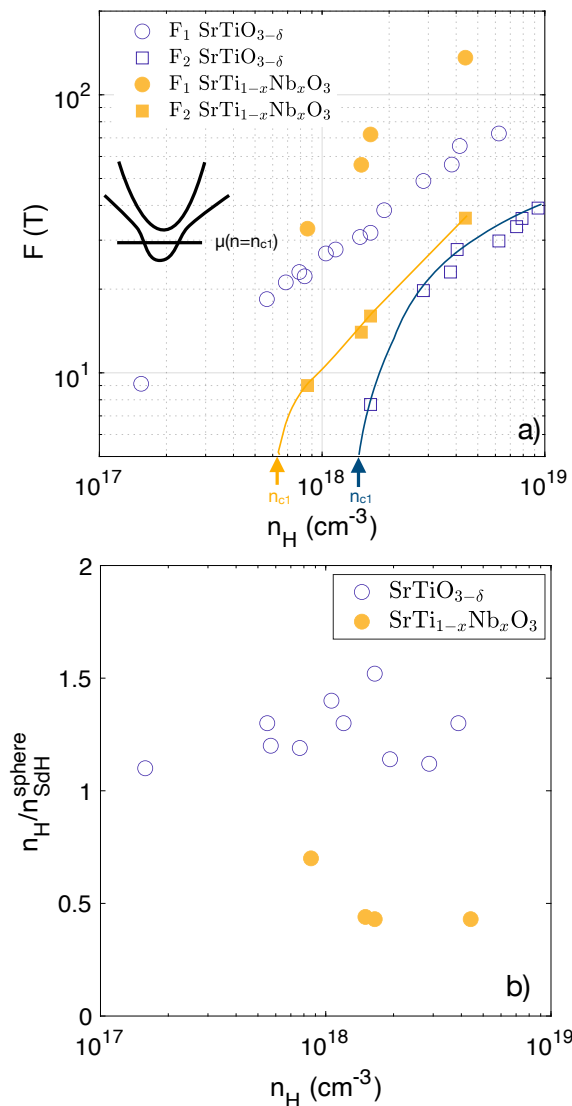 F₁ SrTiO₃₋δ
F₂ SrTiO₃₋δ
F₁ SrTi₁₋ₓNbₓO₃
F₂ SrTi₁₋ₓNbₓO₃
10²
F (T)
μ(n=n_c1)
10¹
a)
10¹⁷
10¹⁸
10¹⁹
n_c1
n_c1
n_H (cm⁻³)
2
SrTiO₃₋δ
SrTi₁₋ₓNbₓO₃
1.5
n_H/n_SdH^sphere
1
0.5
b)
0
10¹⁷
10¹⁸
10¹⁹
n_H (cm⁻³)